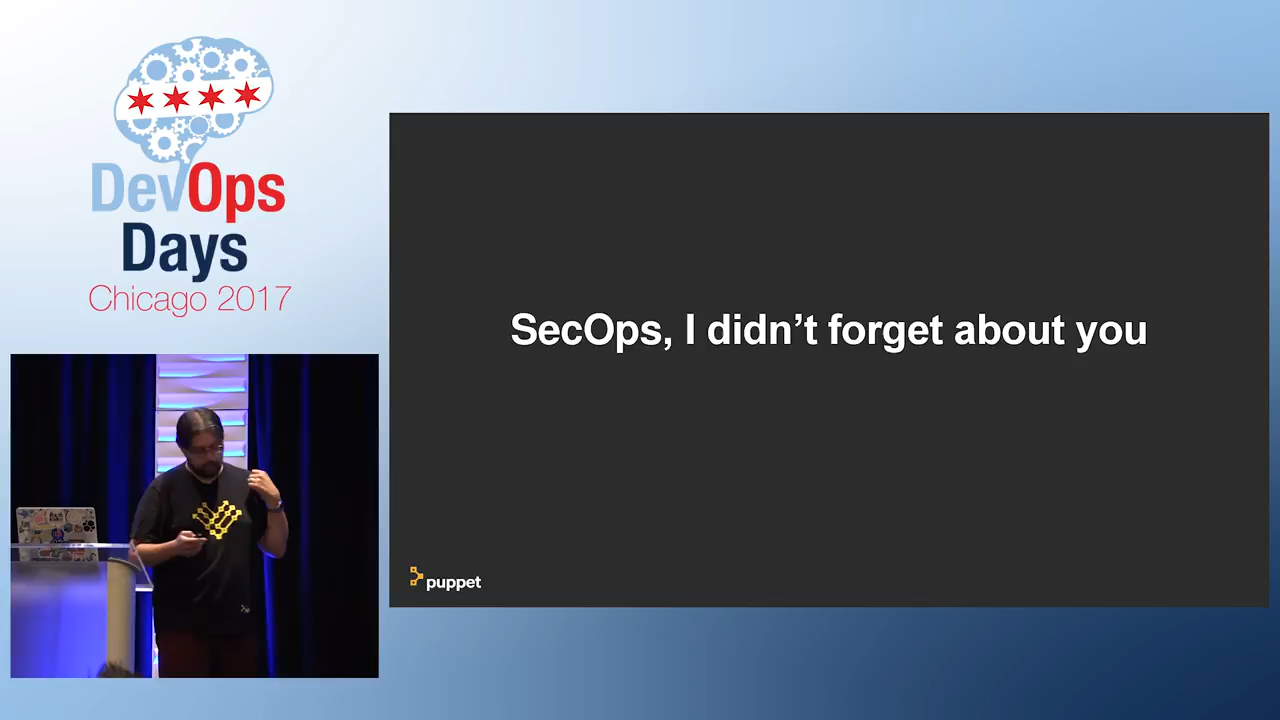 DevOps
Days
Chicago 2017
SecOps, I didn’t forget about you
puppet